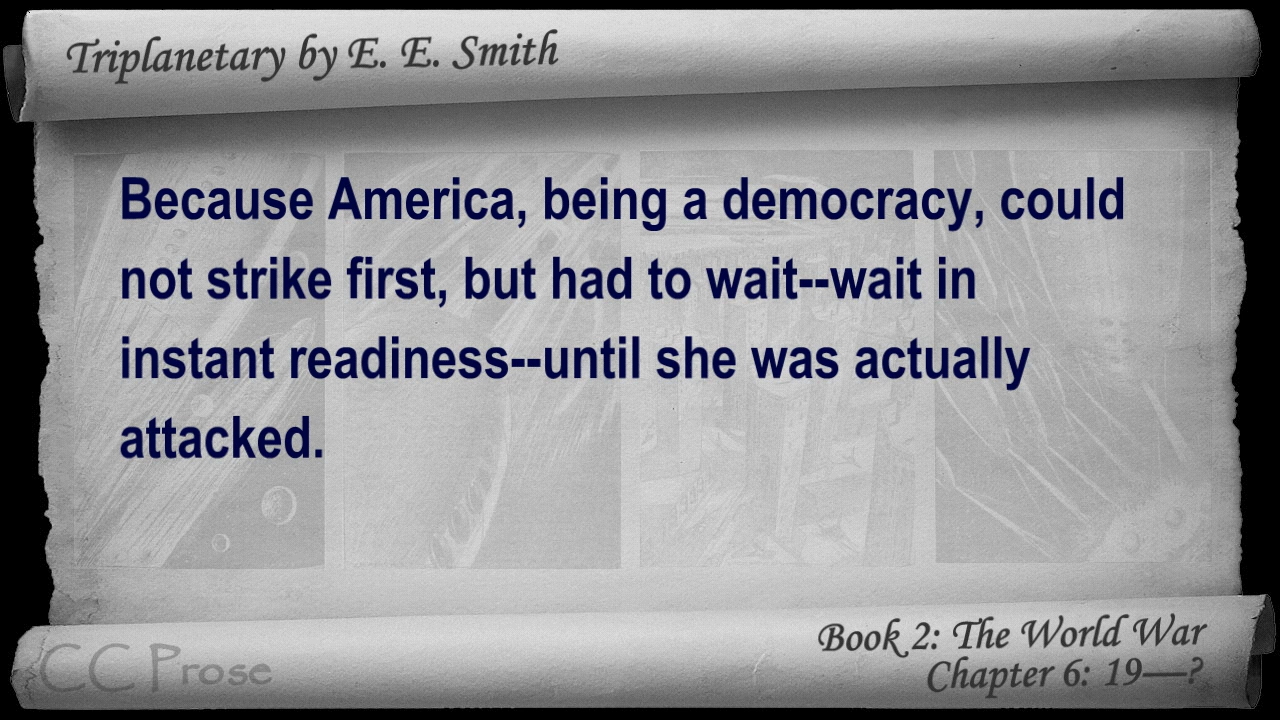 Triplanetary by E. E. Smith
Because America, being a democracy, could
not strike first, but had to wait--wait in
instant readiness--until she was actually
attacked.
Book 2: The World War
Chapter 6: 19—?
CC Prose